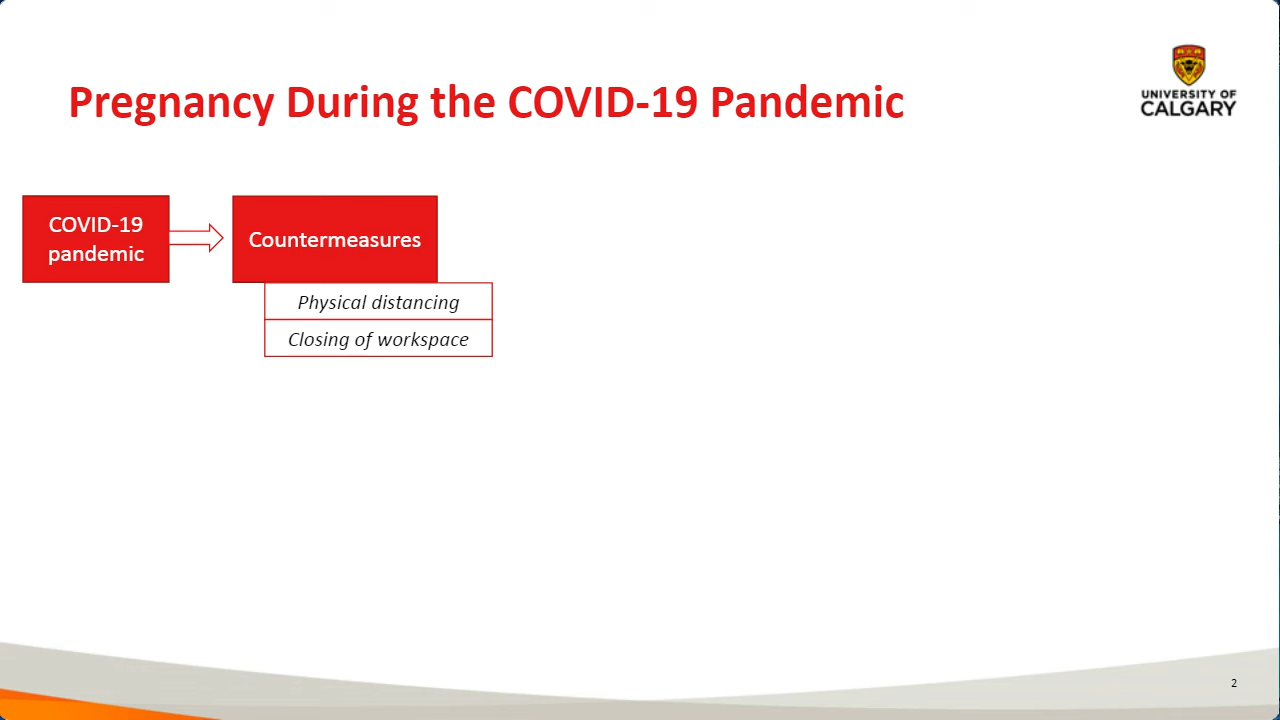 Pregnancy During the COVID-19 Pandemic
UNIVERSITY OF
CALGARY
COVID-19
pandemic
Countermeasures
Physical distancing
Closing of workspace
2